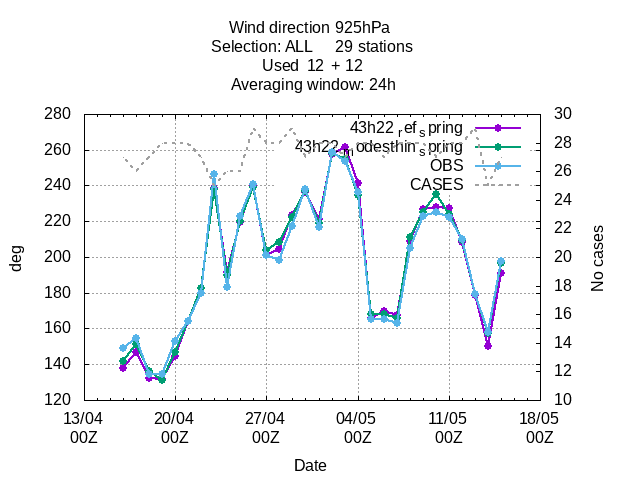 Wind direction 925hPa
Selection: ALL 29 stations
Used 12 + 12
Averaging window: 24h
280 30
43h22_ref_spring
43h22_modesthin_spring
OBS
CASES
260 28
26
240 24
220 22
200 20
180 18
160 16
140 14
12
120 10
deg
No cases
13/04 20/04 27/04 04/05 11/05 18/05
00Z 00Z 00Z 00Z 00Z 00Z
Date